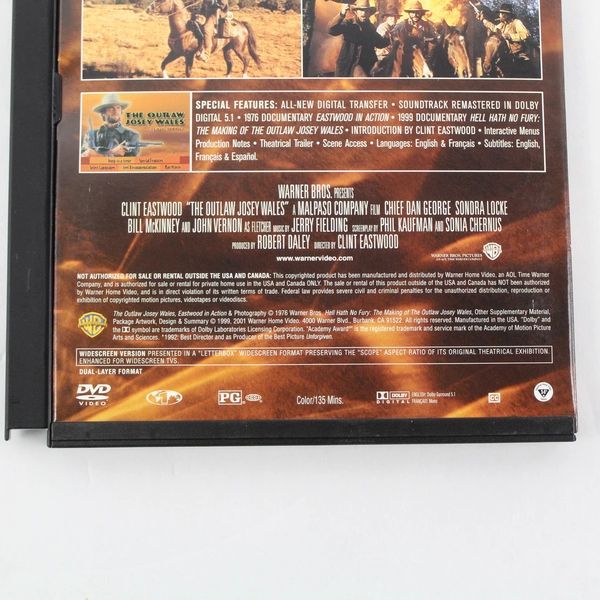 THE OUTLAW
JOSEY WALES
SPECIAL FEATURES: ALL-NEW DIGITAL TRANSFER • SOUNDTRACK REMASTERED IN DOLBY
DIGITAL 5.1 • 1976 DOCUMENTARY EASTWOOD IN ACTION • 1999 DOCUMENTARY HELL HATH NO FURY:
THE MAKING OF THE OUTLAW JOSEY WALES • INTRODUCTION BY CLINT EASTWOOD • Interactive Menus
Production Notes • Theatrical Trailer • Scene Access • Languages: English & Français • Subtitles: English,
Français & Español.
WARNER BROS. PRESENTS
CLINT EASTWOOD "THE OUTLAW JOSEY WALES" A MALPASO COMPANY FILM CHIEF DAN GEORGE SONDRA LOCKE
BILL McKINNEY AND JOHN VERNON AS FLETCHER MUSIC BY JERRY FIELDING SCREENPLAY BY PHIL KAUFMAN AND SONIA CHERNUS
PRODUCED BY ROBERT DALEY DIRECTED BY CLINT EASTWOOD
www.warnervideo.com
WARNER BROS. PICTURES
NOT AUTHORIZED FOR SALE OR RENTAL OUTSIDE THE USA AND CANADA: This copyrighted product has been manufactured and distributed by Warner Home Video, an AOL Time Warner
Company, and is authorized for sale or rental for private home use in the USA and Canada ONLY. The sale or rental of this product outside of the USA and Canada has NOT been authorized
by Warner Home Video, and is in direct violation of its written terms of trade. Federal law provides severe civil and criminal penalties for the unauthorized distribution, reproduction or
exhibition of copyrighted motion pictures, videotapes or videodiscs.
The Outlaw Josey Wales, Eastwood in Action & Photography © 1976 Warner Bros. Hell Hath No Fury: The Making of The Outlaw Josey Wales, Other Supplementary Material,
Package Artwork, Design & Summary © 1999, 2001 Warner Home Video. 4000 Warner Blvd., Burbank, CA 91522. All rights reserved. Manufactured in the USA. "Dolby" and
the symbol are trademarks of Dolby Laboratories Licensing Corporation. "Academy Award®" is the registered trademark and service mark of the Academy of Motion Picture
Arts and Sciences. *1992: Best Director and as Producer of the Best Picture Unforgiven.
WIDESCREEN VERSION PRESENTED IN A "LETTERBOX" WIDESCREEN FORMAT PRESERVING THE "SCOPE" ASPECT RATIO OF ITS ORIGINAL THEATRICAL EXHIBITION.
ENHANCED FOR WIDESCREEN TVS.
DUAL-LAYER FORMAT
DVD
VIDEO
PG
Color/135 Mins.
DOLBY
DIGITAL
ENGLISH: Dolby Surround 5.1
FRANÇAIS: Mono
CC